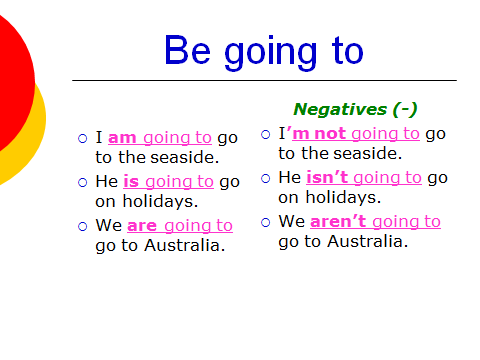 Be going to
I am going to go
to the seaside.
He is going to go
on holidays.
We are going to
go to Australia.
Negatives (-)
I’m not going to go
to the seaside.
He isn’t going to go
on holidays.
We aren’t going to
go to Australia.